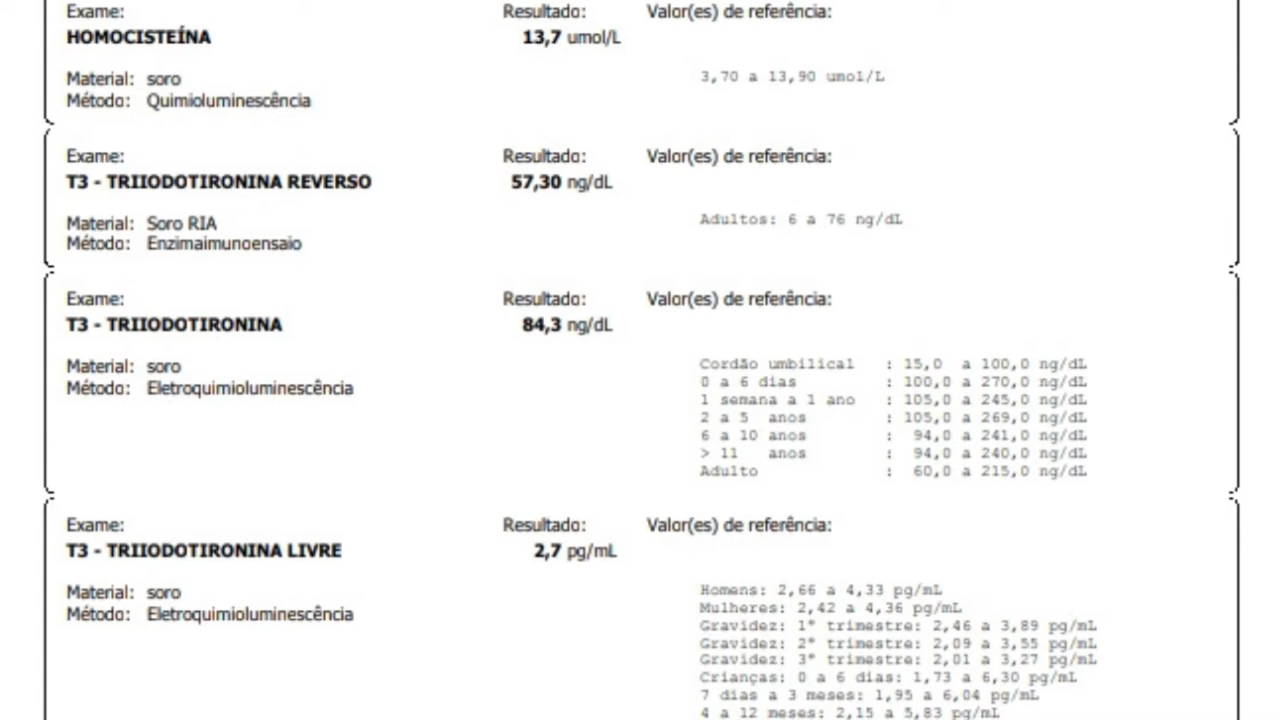 Exame: Resultado: Valor(es) de referência:
HOMOCISTEÍNA 13,7 umol/L
Material: soro 3,70 a 13,90 umol/L
Método: Quimioluminescência
Exame: Resultado: Valor(es) de referência:
T3 - TRIIODOTIRONINA REVERSO 57,30 ng/dL
Material: Soro RIA Adultos: 6 a 76 ng/dL
Método: Enzimaimunoensaio
Exame: Resultado: Valor(es) de referência:
T3 - TRIIODOTIRONINA 84,3 ng/dL
Material: soro Cordão umbilical : 15,0 a 100,0 ng/dL
0 a 6 dias : 100,0 a 270,0 ng/dL
Método: Eletroquimioluminescência
1 semana a 1 ano : 105,0 a 245,0 ng/dL
2 a 5 anos : 105,0 a 269,0 ng/dL
6 a 10 anos : 94,0 a 241,0 ng/dL
> 11 anos : 94,0 a 240,0 ng/dL
Adulto : 60,0 a 215,0 ng/dL
Exame: Resultado: Valor(es) de referência:
T3 - TRIIODOTIRONINA LIVRE 2,7 pg/mL
Material: soro Homens: 2,66 a 4,33 pg/mL
Mulheres: 2,42 a 4,36 pg/mL
Método: Eletroquimioluminescência
Gravidez: 1° trimestre: 2,46 a 3,89 pg/mL
Gravidez: 2° trimestre: 2,09 a 3,55 pg/mL
Gravidez: 3° trimestre: 2,01 a 3,27 pg/mL
Crianças: 0 a 6 dias: 1,73 a 6,30 pg/mL
7 dias a 3 meses: 1,95 a 6,04 pg/mL
4 a 12 meses: 2,15 a 5,83 pg/mL